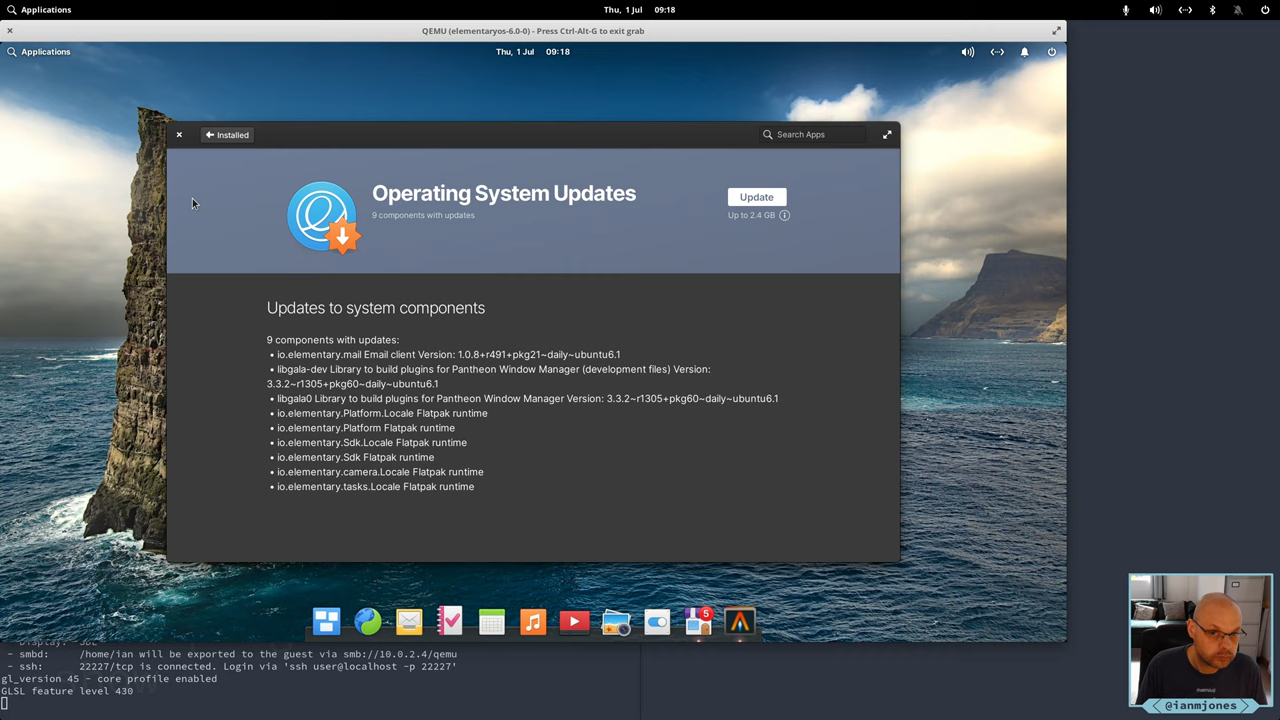 Applications
Thu, 1 Jul 09:18
QEMU (elementaryos-6.0-0) - Press Ctrl-Alt-G to exit grab
Applications
Thu, 1 Jul 09:18
Installed
Search Apps
Operating System Updates
9 components with updates
Update
Up to 2.4 GB
Updates to system components
9 components with updates:
• io.elementary.mail Email client Version: 1.0.8+r491+pkg21~daily~ubuntu6.1
• libgala-dev Library to build plugins for Pantheon Window Manager (development files) Version:
3.3.2~r1305+pkg60~daily~ubuntu6.1
• libgala0 Library to build plugins for Pantheon Window Manager Version: 3.3.2~r1305+pkg60~daily~ubuntu6.1
• io.elementary.Platform.Locale Flatpak runtime
• io.elementary.Platform Flatpak runtime
• io.elementary.Sdk.Locale Flatpak runtime
• io.elementary.Sdk Flatpak runtime
• io.elementary.camera.Locale Flatpak runtime
• io.elementary.tasks.Locale Flatpak runtime
5
- smbd: /home/ian will be exported to the guest via smb://10.0.2.4/qemu
- ssh: 22227/tcp is connected. Login via 'ssh user@localhost -p 22227'
gl_version 45 - core profile enabled
GLSL feature level 430
@ianmjones